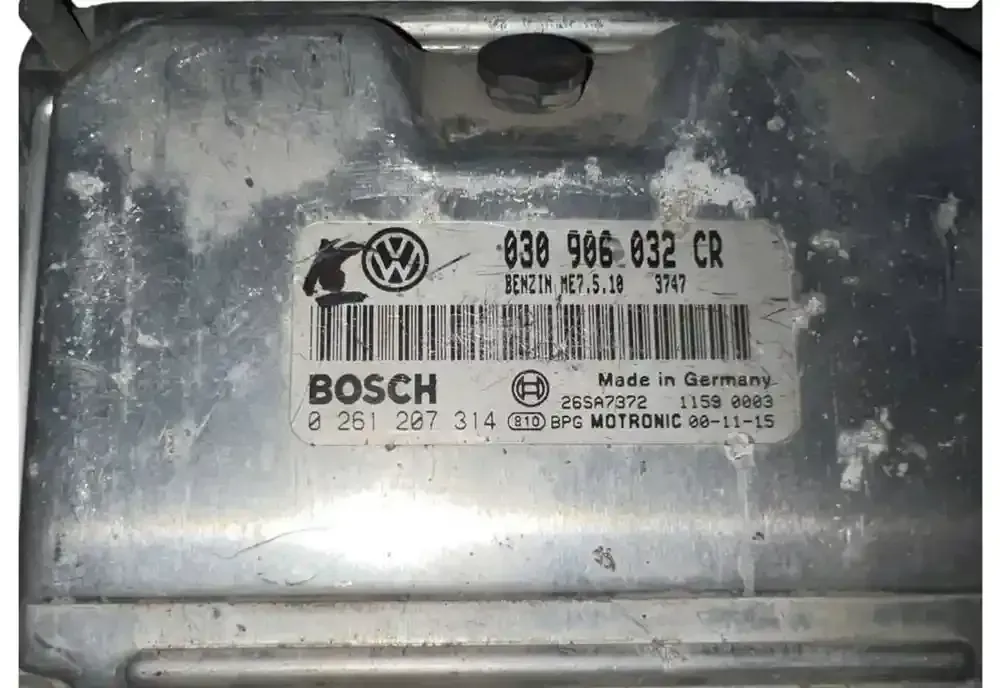 VW
030 906 032 CR
BENZIN ME7.5.10 3747
BOSCH
Made in Germany
26SA7372 1159 0003
0 261 207 314 810 BPG MOTRONIC 00-11-15